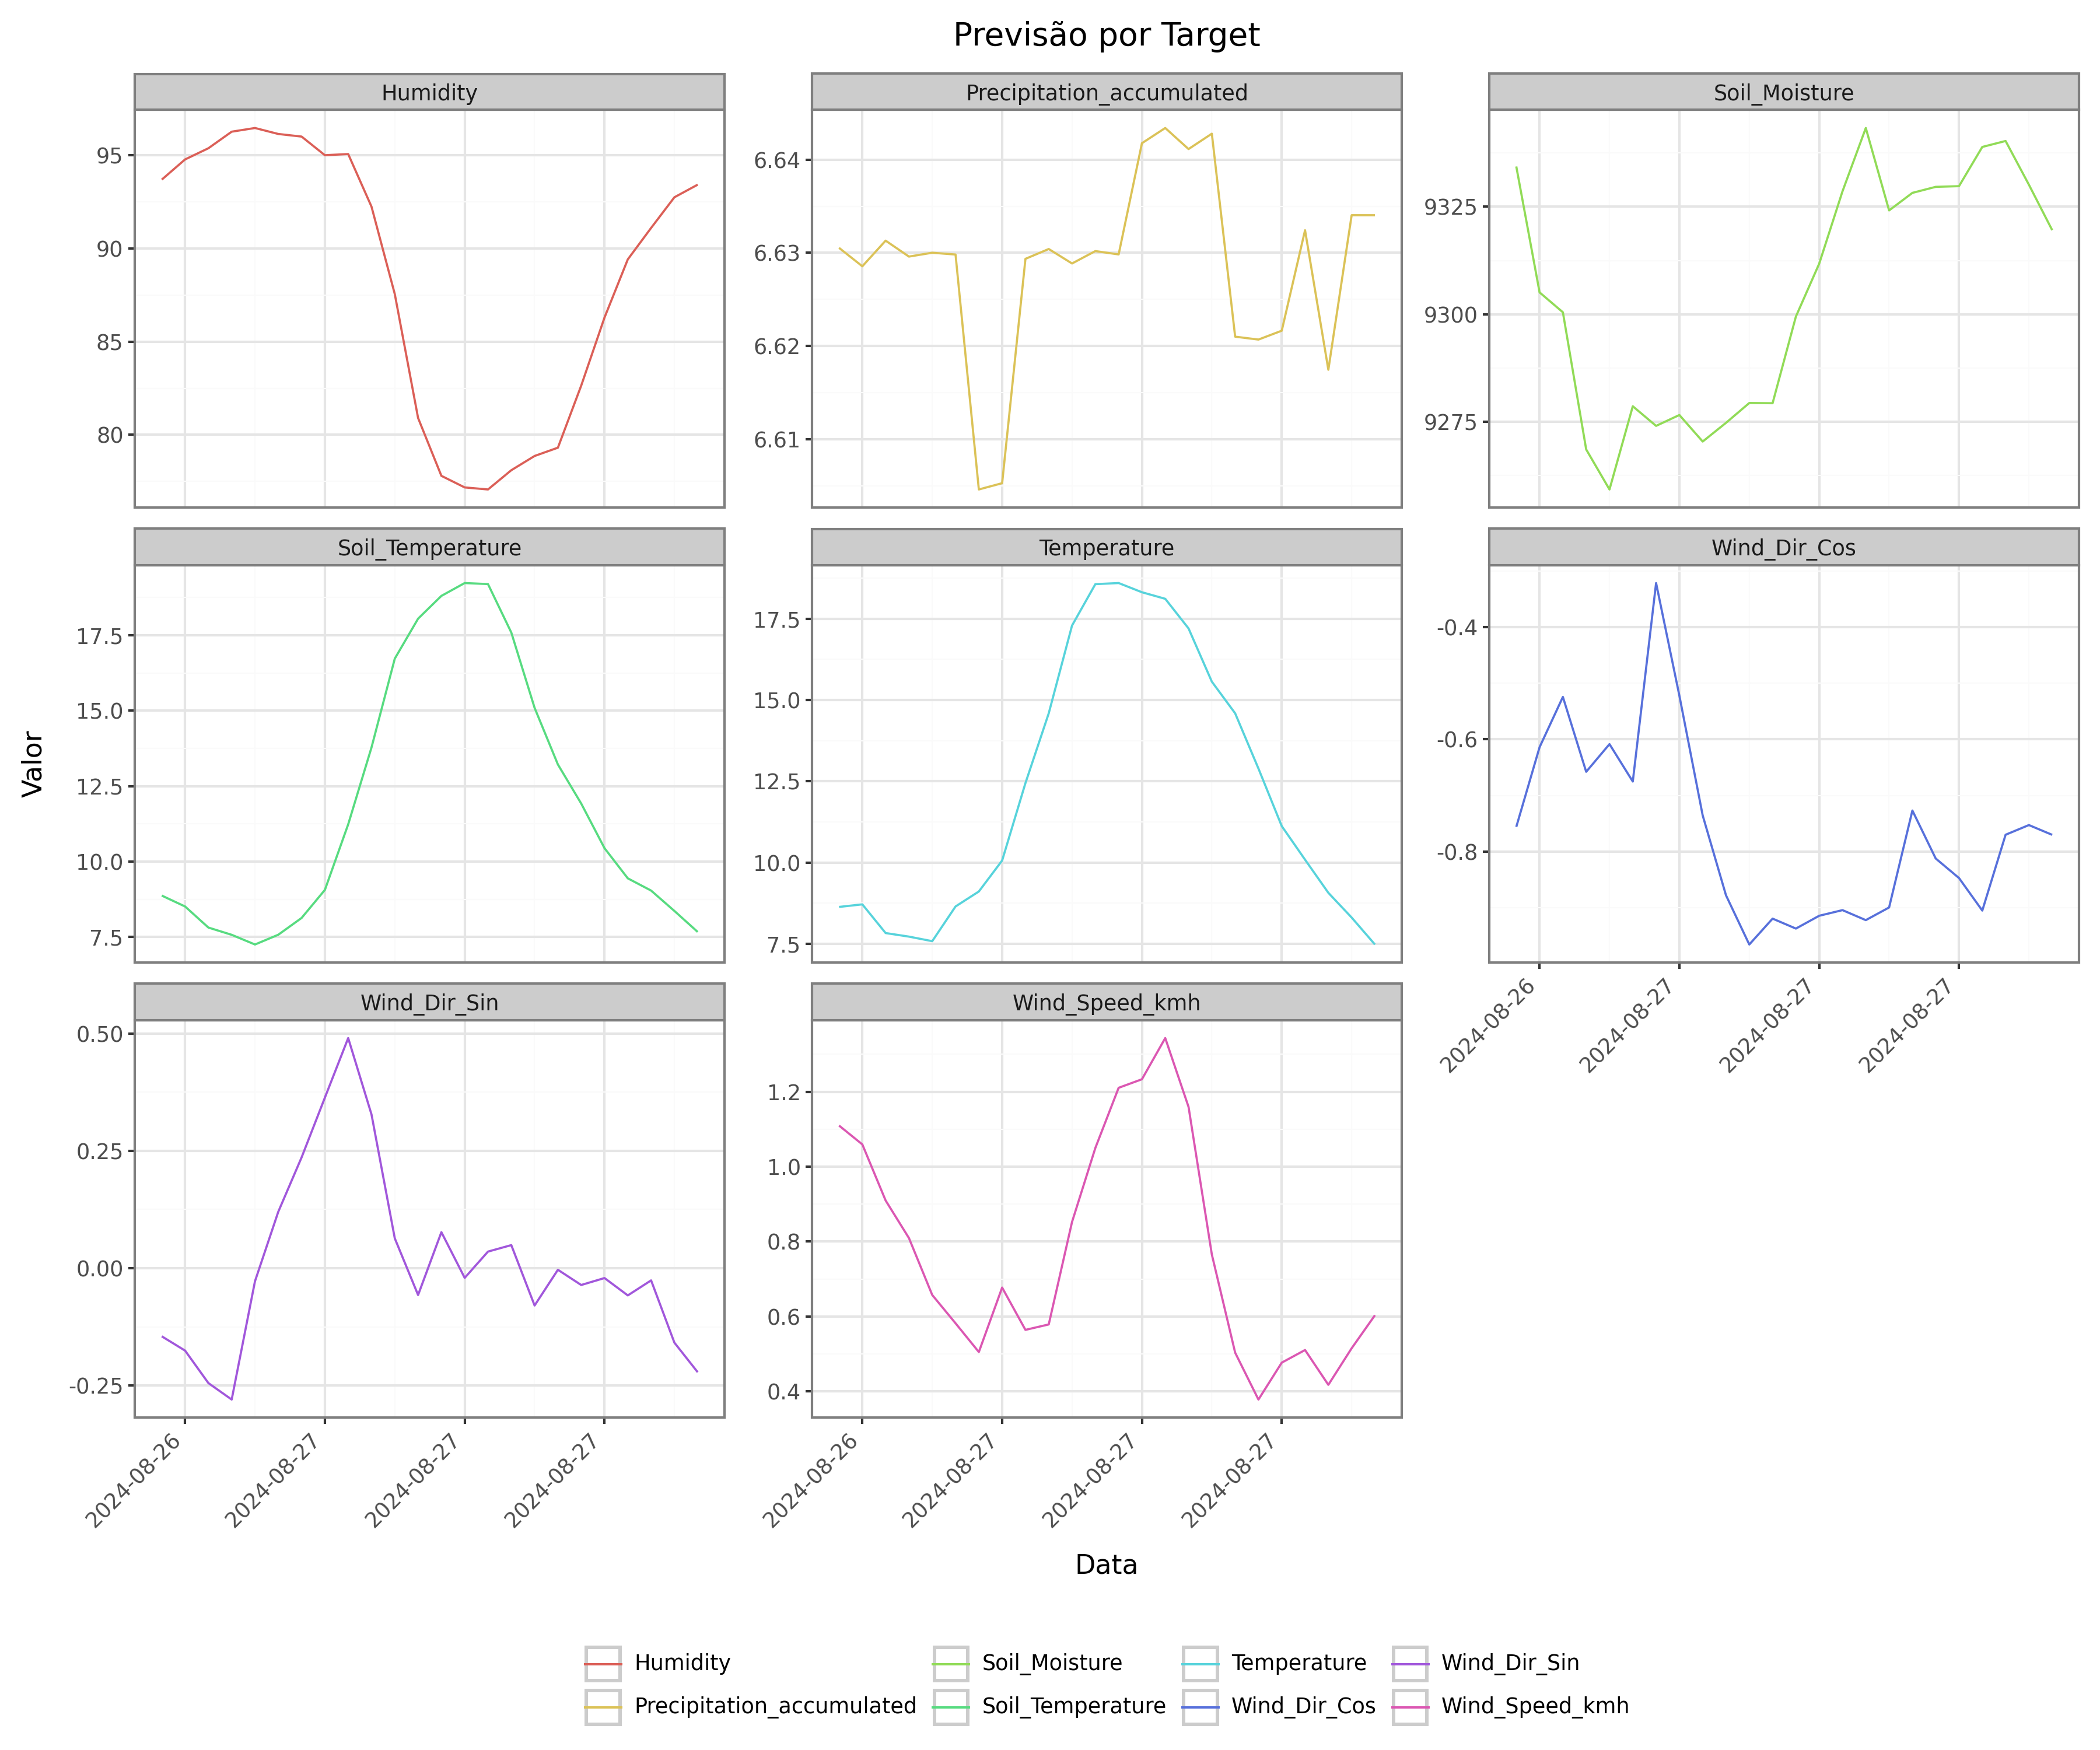 Previsão por Target
Humidity
Precipitation_accumulated
Soil_Moisture
95
90
85
80
6.64
6.63
6.62
6.61
9325
9300
9275
Soil_Temperature
Temperature
Wind_Dir_Cos
17.5
15.0
12.5
10.0
7.5
17.5
15.0
12.5
10.0
7.5
-0.4
-0.6
-0.8
2024-08-26
2024-08-27
2024-08-27
2024-08-27
Valor
Wind_Dir_Sin
Wind_Speed_kmh
0.50
0.25
0.00
-0.25
1.2
1.0
0.8
0.6
0.4
2024-08-26
2024-08-27
2024-08-27
2024-08-27
2024-08-26
2024-08-27
2024-08-27
2024-08-27
Data
Humidity
Precipitation_accumulated
Soil_Moisture
Soil_Temperature
Temperature
Wind_Dir_Cos
Wind_Dir_Sin
Wind_Speed_kmh